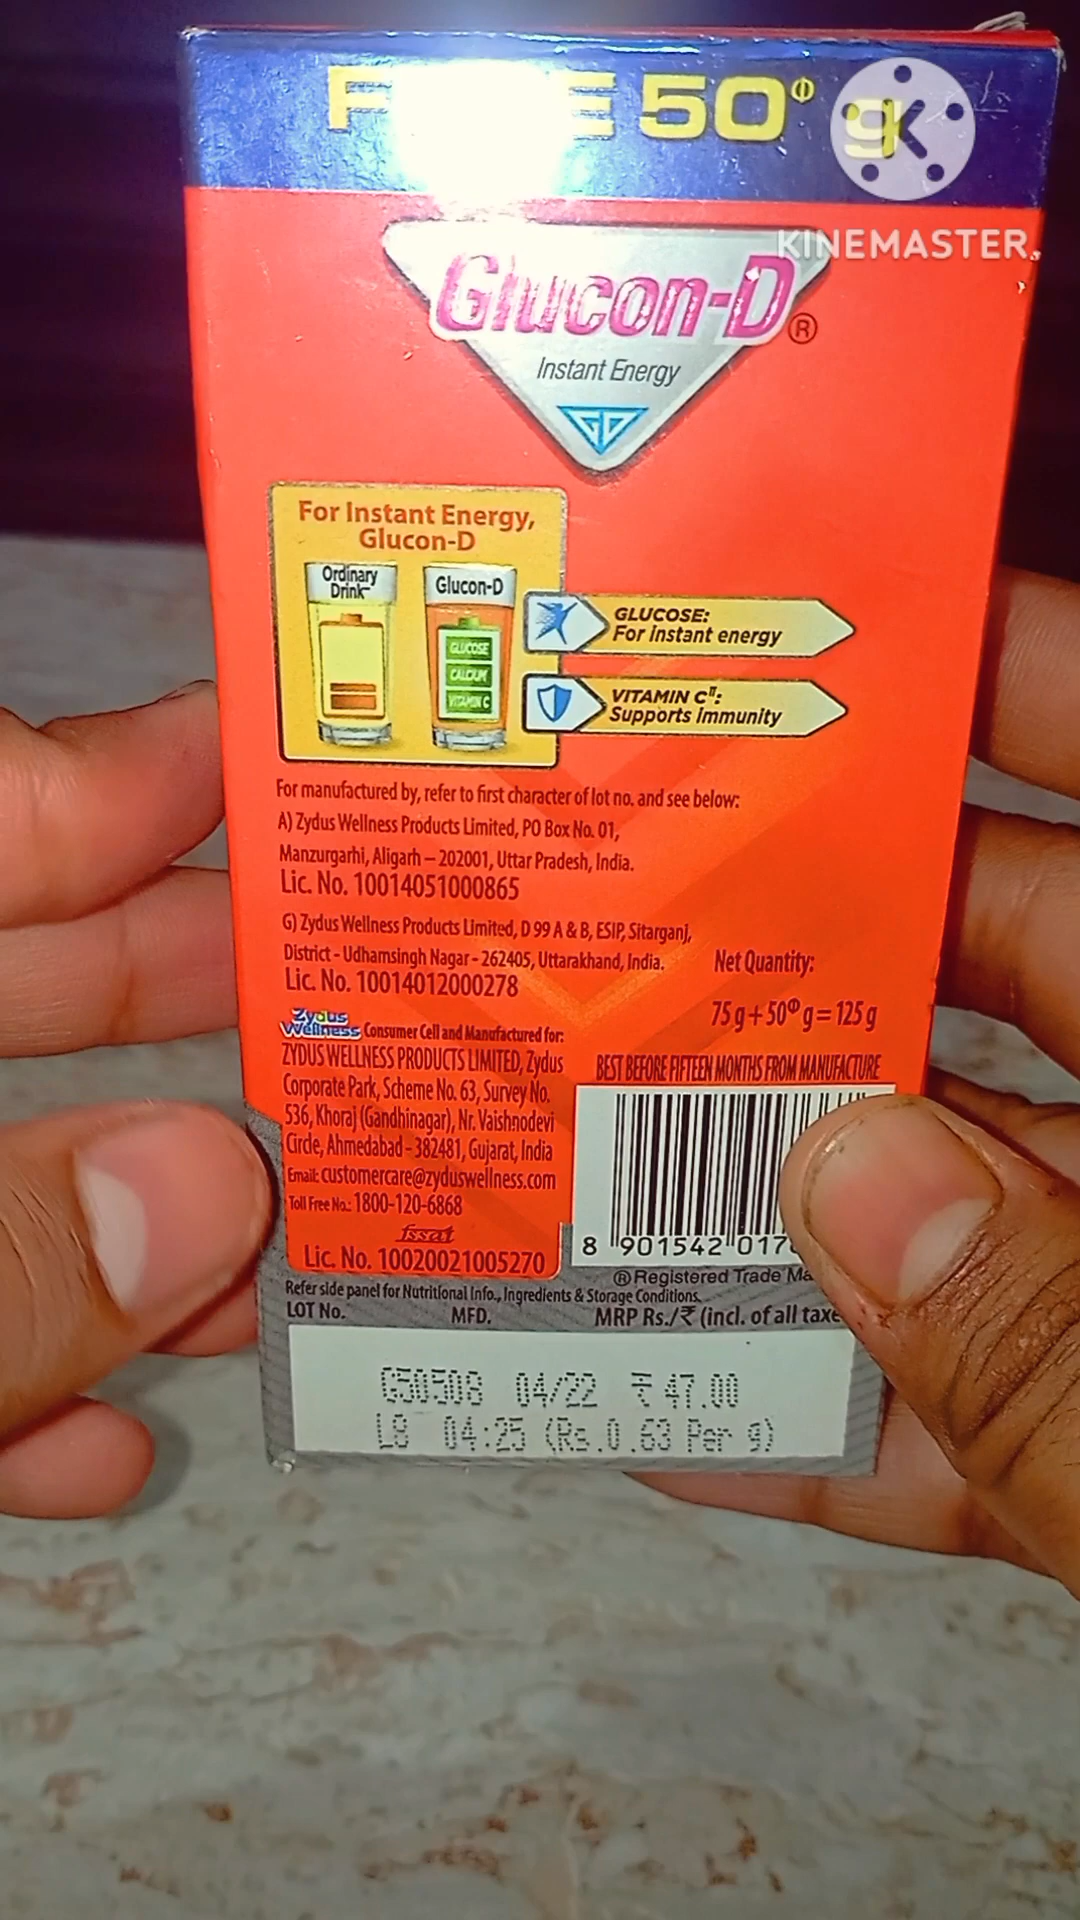 50Φ g
KINEMASTER
Glucon-D®
Instant Energy
For Instant Energy,
Glucon-D
Ordinary
Drink
Glucon-D
GLUCOSE
CALCIUM
VITAMIN C
GLUCOSE:
For instant energy
VITAMIN C:
Supports Immunity
For manufactured by, refer to first character of lot no. and see below:
A) Zydus Wellness Products Limited, PO Box No. 01,
Manzurgarhi, Aligarh – 202001, Uttar Pradesh, India.
Lic. No. 10014051000865
G) Zydus Wellness Products Limited, D 99 A & B, ESIP, Sitarganj,
District - Udhamsingh Nagar - 262405, Uttarakhand, India.
Lic. No. 10014012000278
Net Quantity:
75 g + 50Φ g = 125 g
Zydus
Wellness Consumer Cell and Manufactured for:
ZYDUS WELLNESS PRODUCTS LIMITED, Zydus
Corporate Park, Scheme No. 63, Survey No.
536, Khoraj (Gandhinagar), Nr. Vaishnodevi
Circle, Ahmedabad - 382481, Gujarat, India
Email: customercare@zyduswellness.com
Toll Free No.: 1800-120-6868
fssai
Lic. No. 10020021005270
BEST BEFORE FIFTEEN MONTHS FROM MANUFACTURE
8 901542 017
® Registered Trade
Refer side panel for Nutritional Info., Ingredients & Storage Conditions.
LOT No. MFD. MRP Rs./₹ (incl. of all
G50508 04/22 ₹47.00
L8 04:25 (Rs.0.63 Per g)